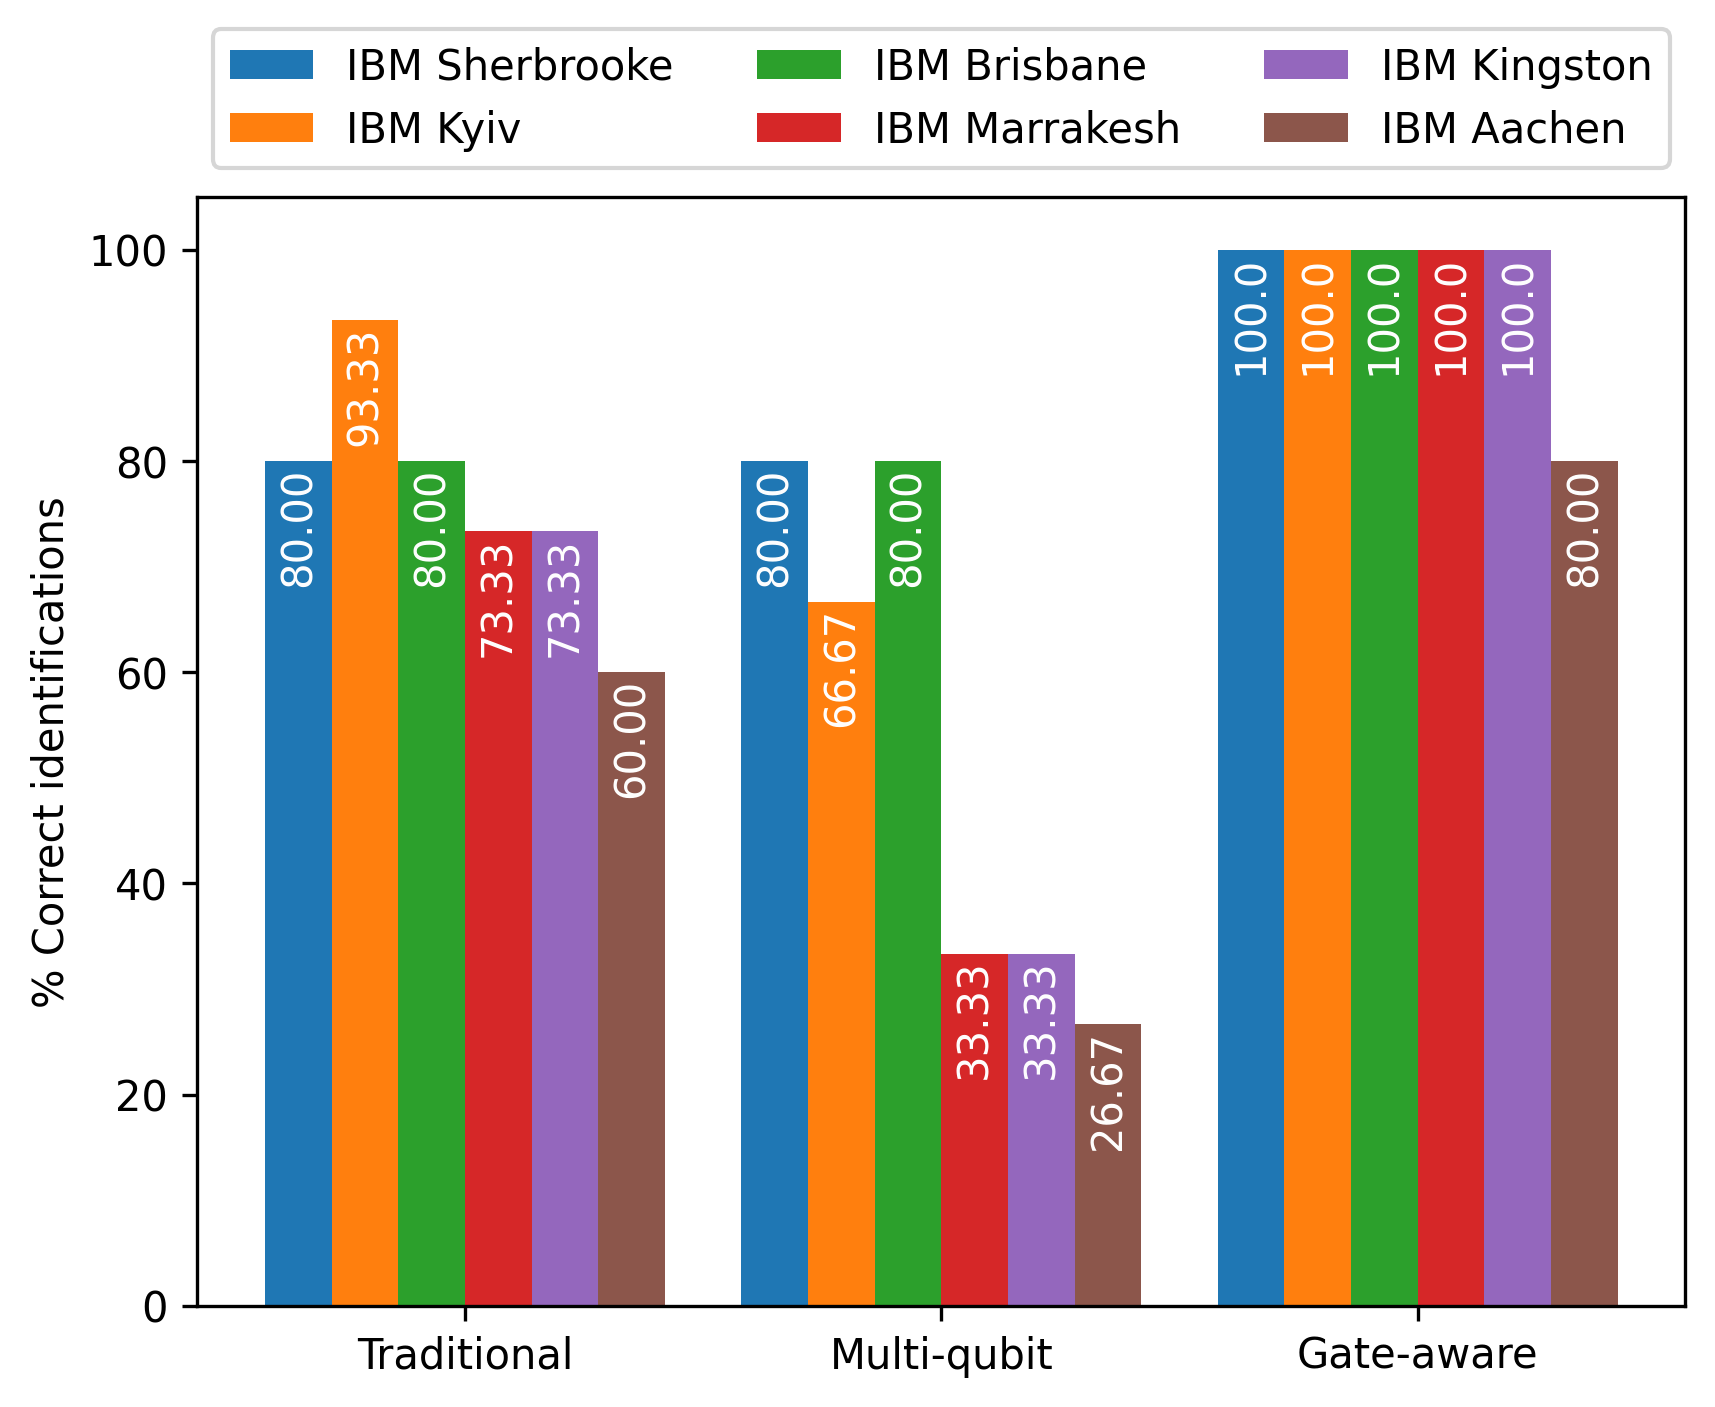 IBM Sherbrooke IBM Brisbane IBM Kingston
IBM Kyiv IBM Marrakesh IBM Aachen
% Correct identifications
100
80
60
40
20
0
80.00 93.33 80.00 73.33 73.33 60.00
80.00 66.67 80.00 33.33 33.33 26.67
100.0 100.0 100.0 100.0 100.0 80.00
Traditional Multi-qubit Gate-aware